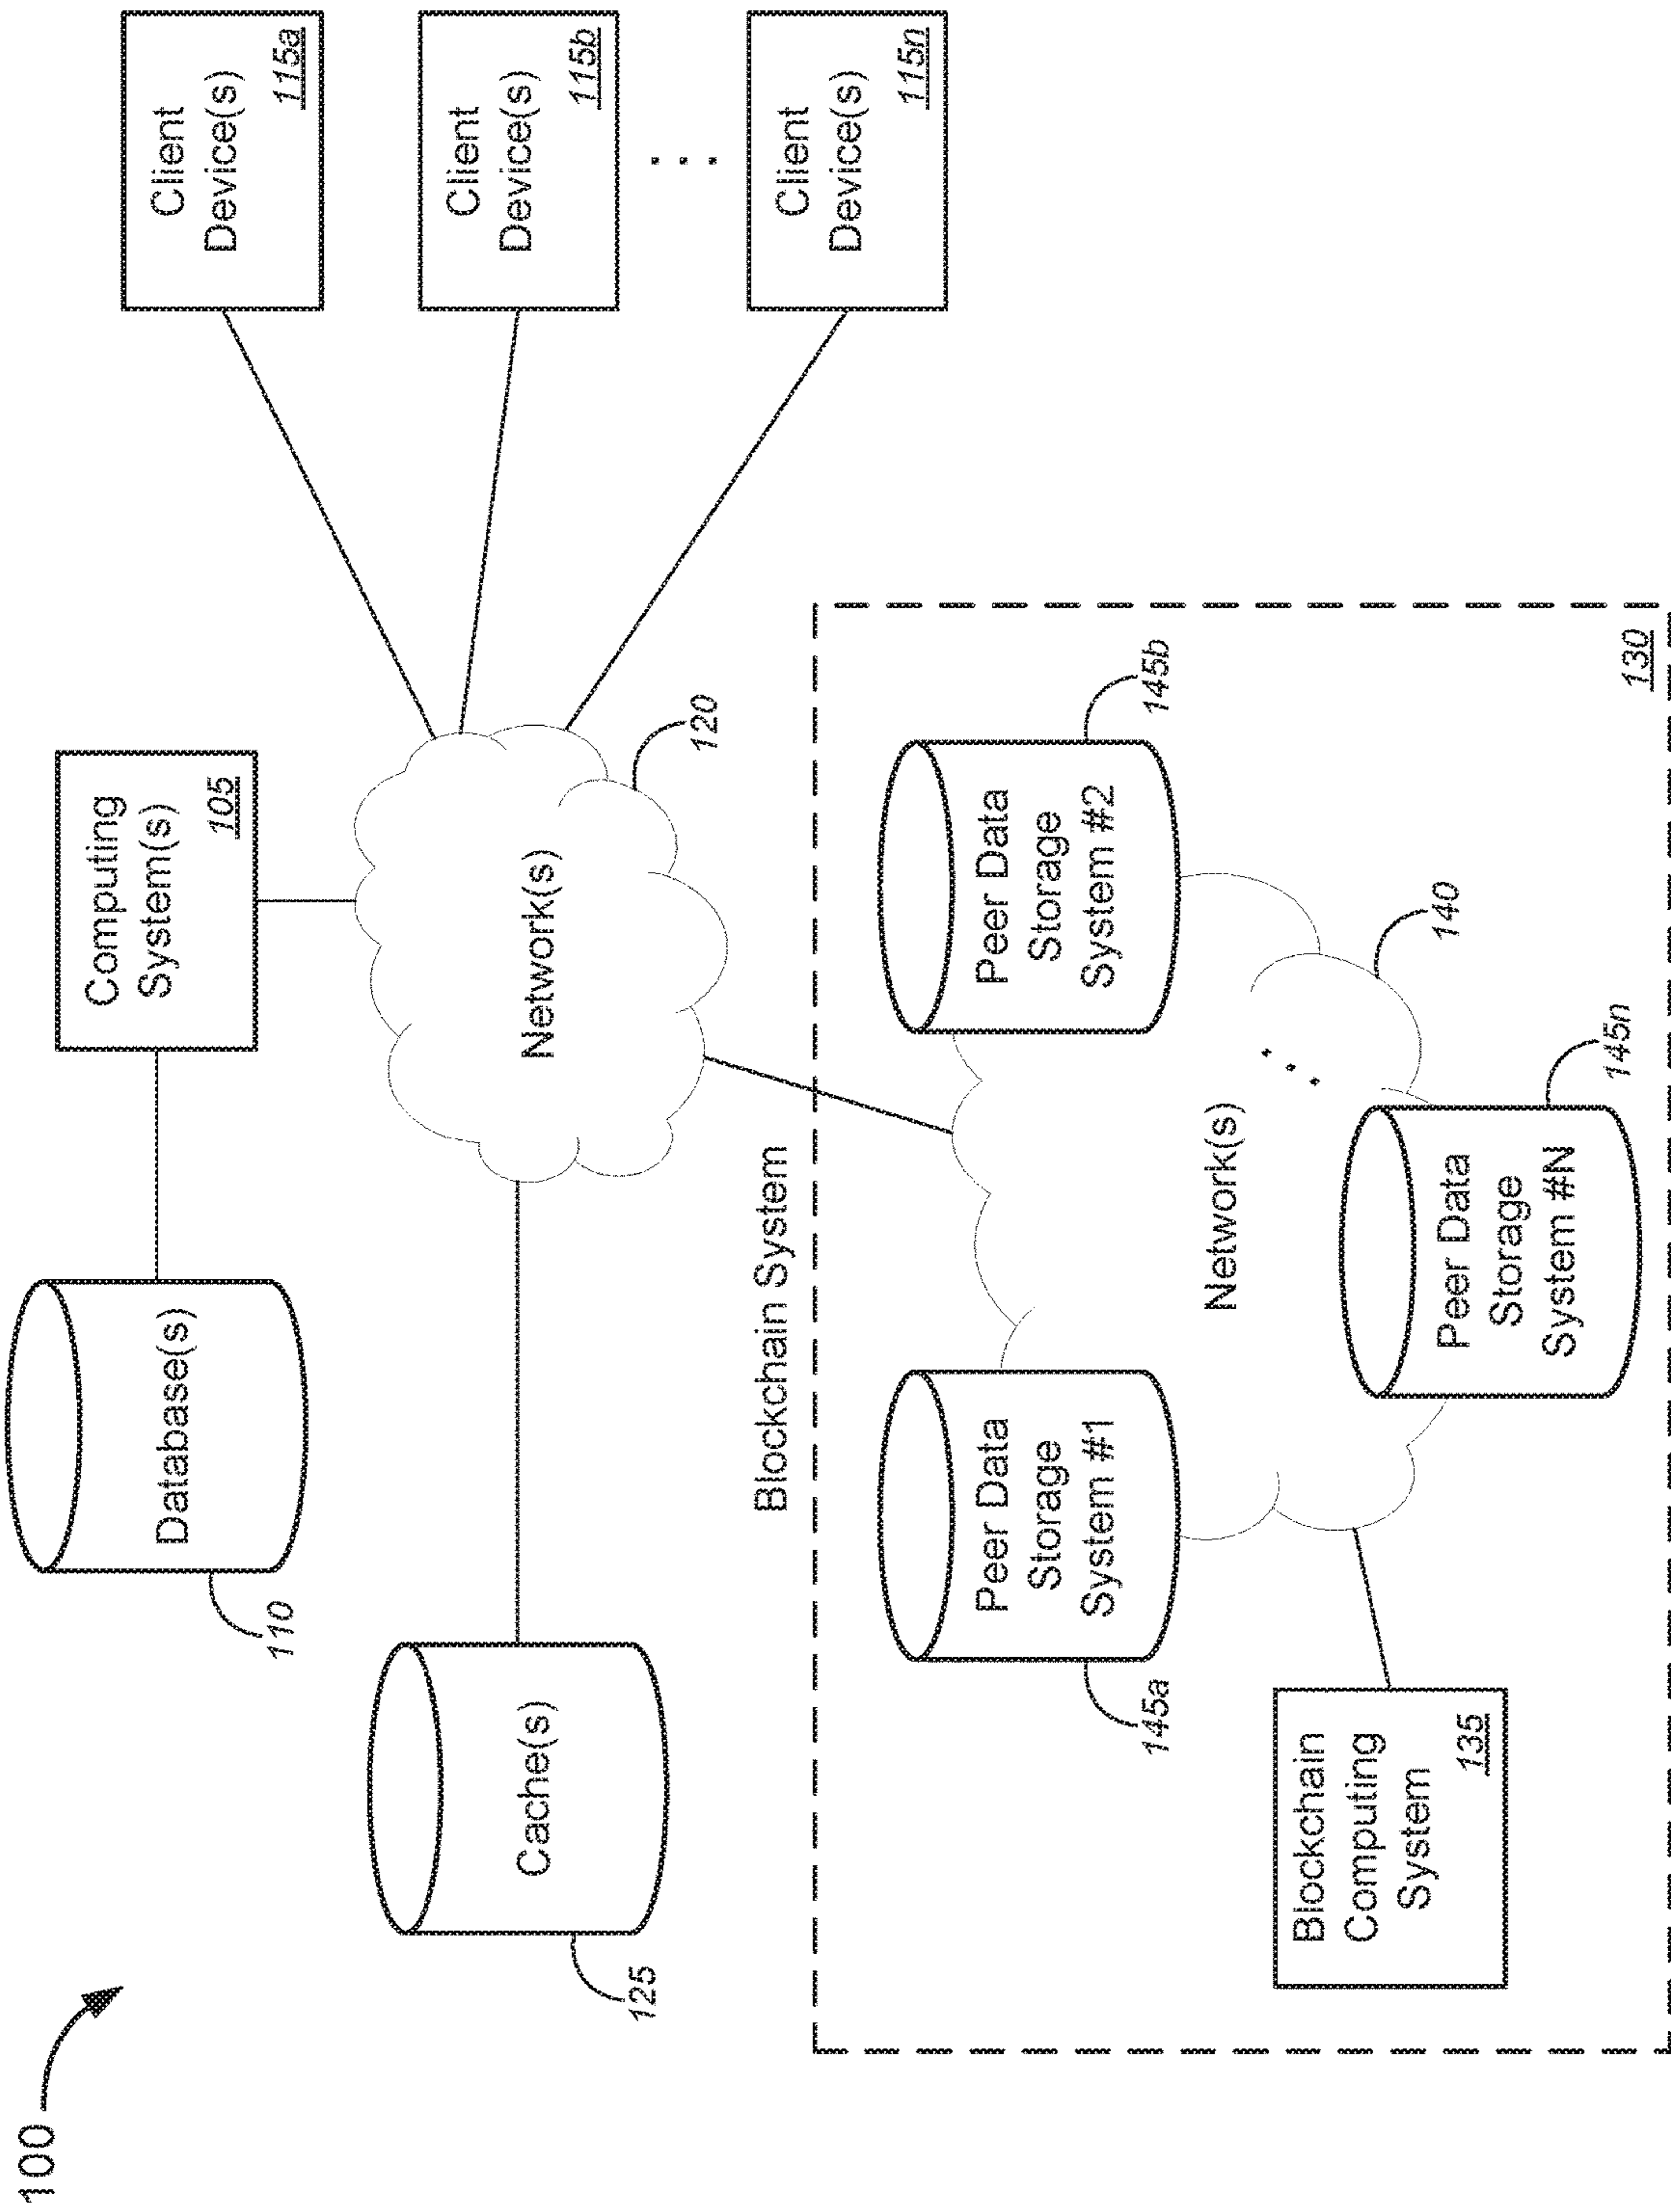 100
Database(s)
110
Computing
System(s)
105
Client
Device(s)
115a
Cache(s)
125
Network(s)
120
Client
Device(s)
115b
. . .
Client
Device(s)
115n
Blockchain System
Peer Data
Storage
System #1
145a
Peer Data
Storage
System #2
145b
Network(s)
. . .
140
Blockchain
Computing
System
135
Peer Data
Storage
System #N
145n
130